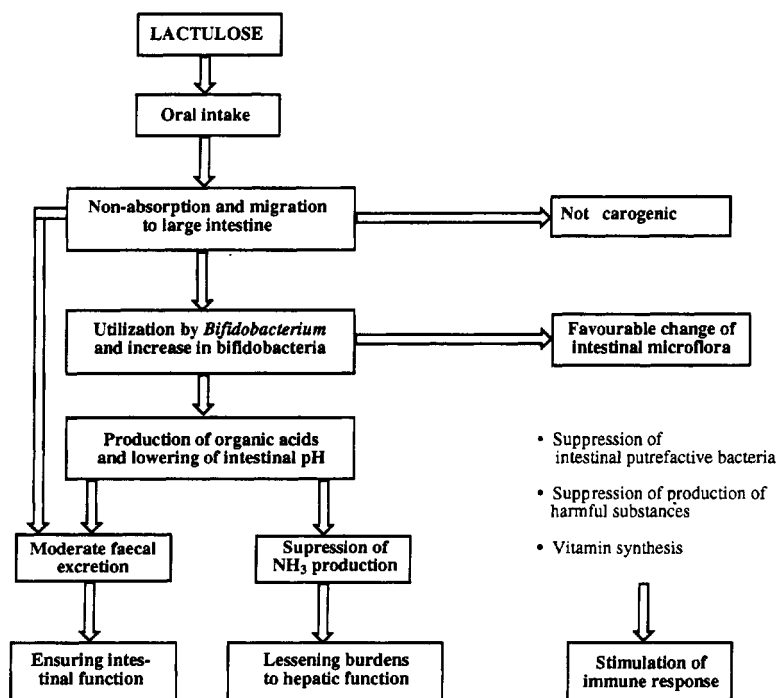 LACTULOSE
Oral intake
Non-absorption and migration
to large intestine
Not carogenic
Utilization by Bifidobacterium
and increase in bifidobacteria
Favourable change of
intestinal microflora
Production of organic acids
and lowering of intestinal pH
• Suppression of
intestinal putrefactive bacteria
• Suppression of production of
harmful substances
• Vitamin synthesis
Moderate faecal
excretion
Supression of
NH₃ production
Ensuring intes-
tinal function
Lessening burdens
to hepatic function
Stimulation of
immune response